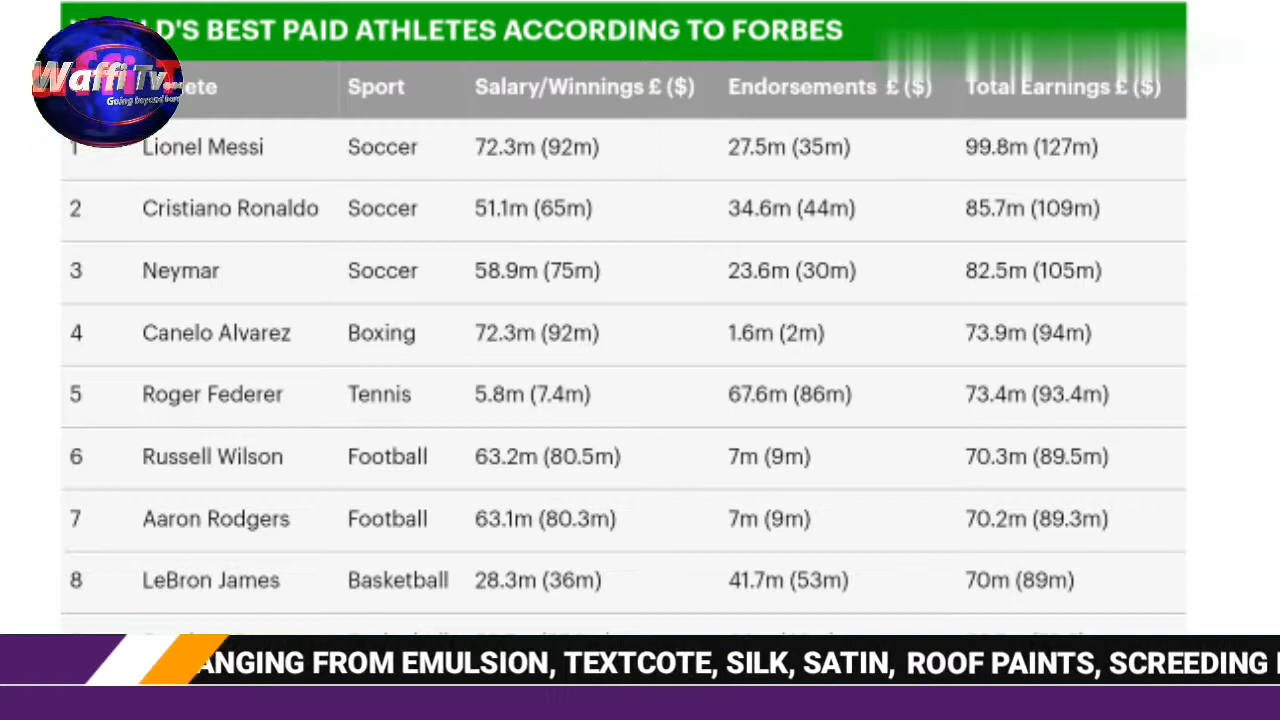 D'S BEST PAID ATHLETES ACCORDING TO FORBES
Waffi Tv...
Going beyond
ete Sport Salary/Winnings £ ($) Endorsements £ ($) Total Earnings £ ($)
1 Lionel Messi Soccer 72.3m (92m) 27.5m (35m) 99.8m (127m)
2 Cristiano Ronaldo Soccer 51.1m (65m) 34.6m (44m) 85.7m (109m)
3 Neymar Soccer 58.9m (75m) 23.6m (30m) 82.5m (105m)
4 Canelo Alvarez Boxing 72.3m (92m) 1.6m (2m) 73.9m (94m)
5 Roger Federer Tennis 5.8m (7.4m) 67.6m (86m) 73.4m (93.4m)
6 Russell Wilson Football 63.2m (80.5m) 7m (9m) 70.3m (89.5m)
7 Aaron Rodgers Football 63.1m (80.3m) 7m (9m) 70.2m (89.3m)
8 LeBron James Basketball 28.3m (36m) 41.7m (53m) 70m (89m)
ANGING FROM EMULSION, TEXTCOTE, SILK, SATIN, ROOF PAINTS, SCREEDING